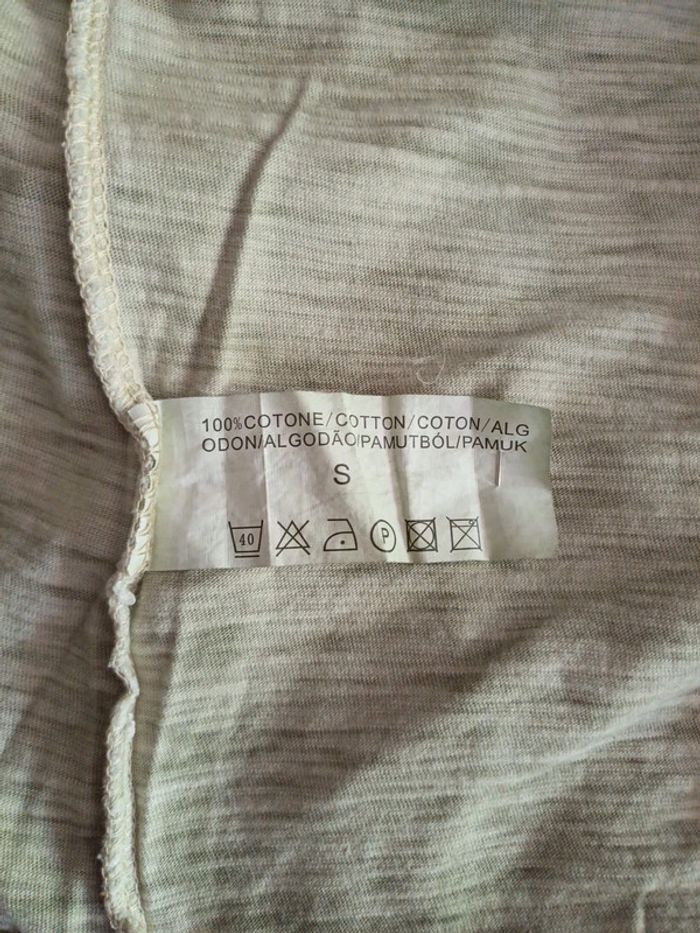 100%COTONE/COTTON/COTON/ALG
ODON/ALGODÃO/PAMUTBÓL/PAMUK
S
40 P